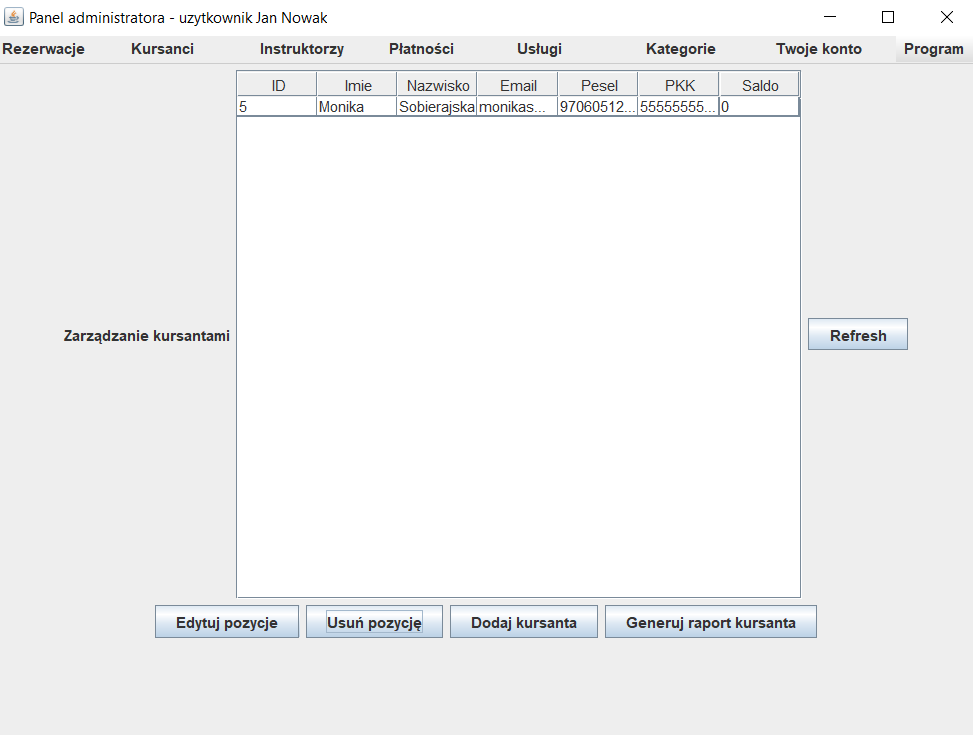 Panel administratora - uzytkownik Jan Nowak
Rezerwacje Kursanci Instruktorzy Płatności Usługi Kategorie Twoje konto Program
ID Imie Nazwisko Email Pesel PKK Saldo
5 Monika Sobierajska monikas... 97060512... 55555555... 0
Zarządzanie kursantami
Refresh
Edytuj pozycje Usuń pozycję Dodaj kursanta Generuj raport kursanta